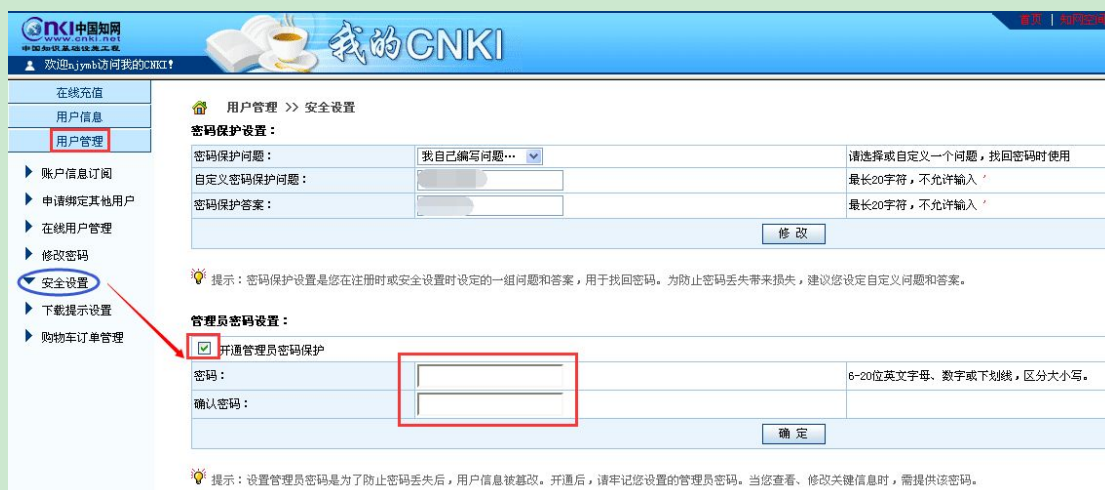 首页 | 知网空间
CNKI中国知网
www.cnki.net
中国知识基础设施工程
我的CNKI
欢迎njymb访问我的CNKI!
在线充值
用户信息
用户管理
账户信息订阅
申请绑定其他用户
在线用户管理
修改密码
安全设置
下载提示设置
购物车订单管理
用户管理 >> 安全设置
密码保护设置：
密码保护问题： 我自己编写问题… 请选择或自定义一个问题，找回密码时使用
自定义密码保护问题： 最长20字符，不允许输入 '
密码保护答案： 最长20字符，不允许输入 '
修 改
提示：密码保护设置是您在注册时或安全设置时设定的一组问题和答案，用于找回密码。为防止密码丢失带来损失，建议您设定自定义问题和答案。
管理员密码设置：
开通管理员密码保护
密码： 6-20位英文字母、数字或下划线，区分大小写。
确认密码：
确 定
提示：设置管理员密码是为了防止密码丢失后，用户信息被篡改。开通后，请牢记您设置的管理员密码。当您查看、修改关键信息时，需提供该密码。